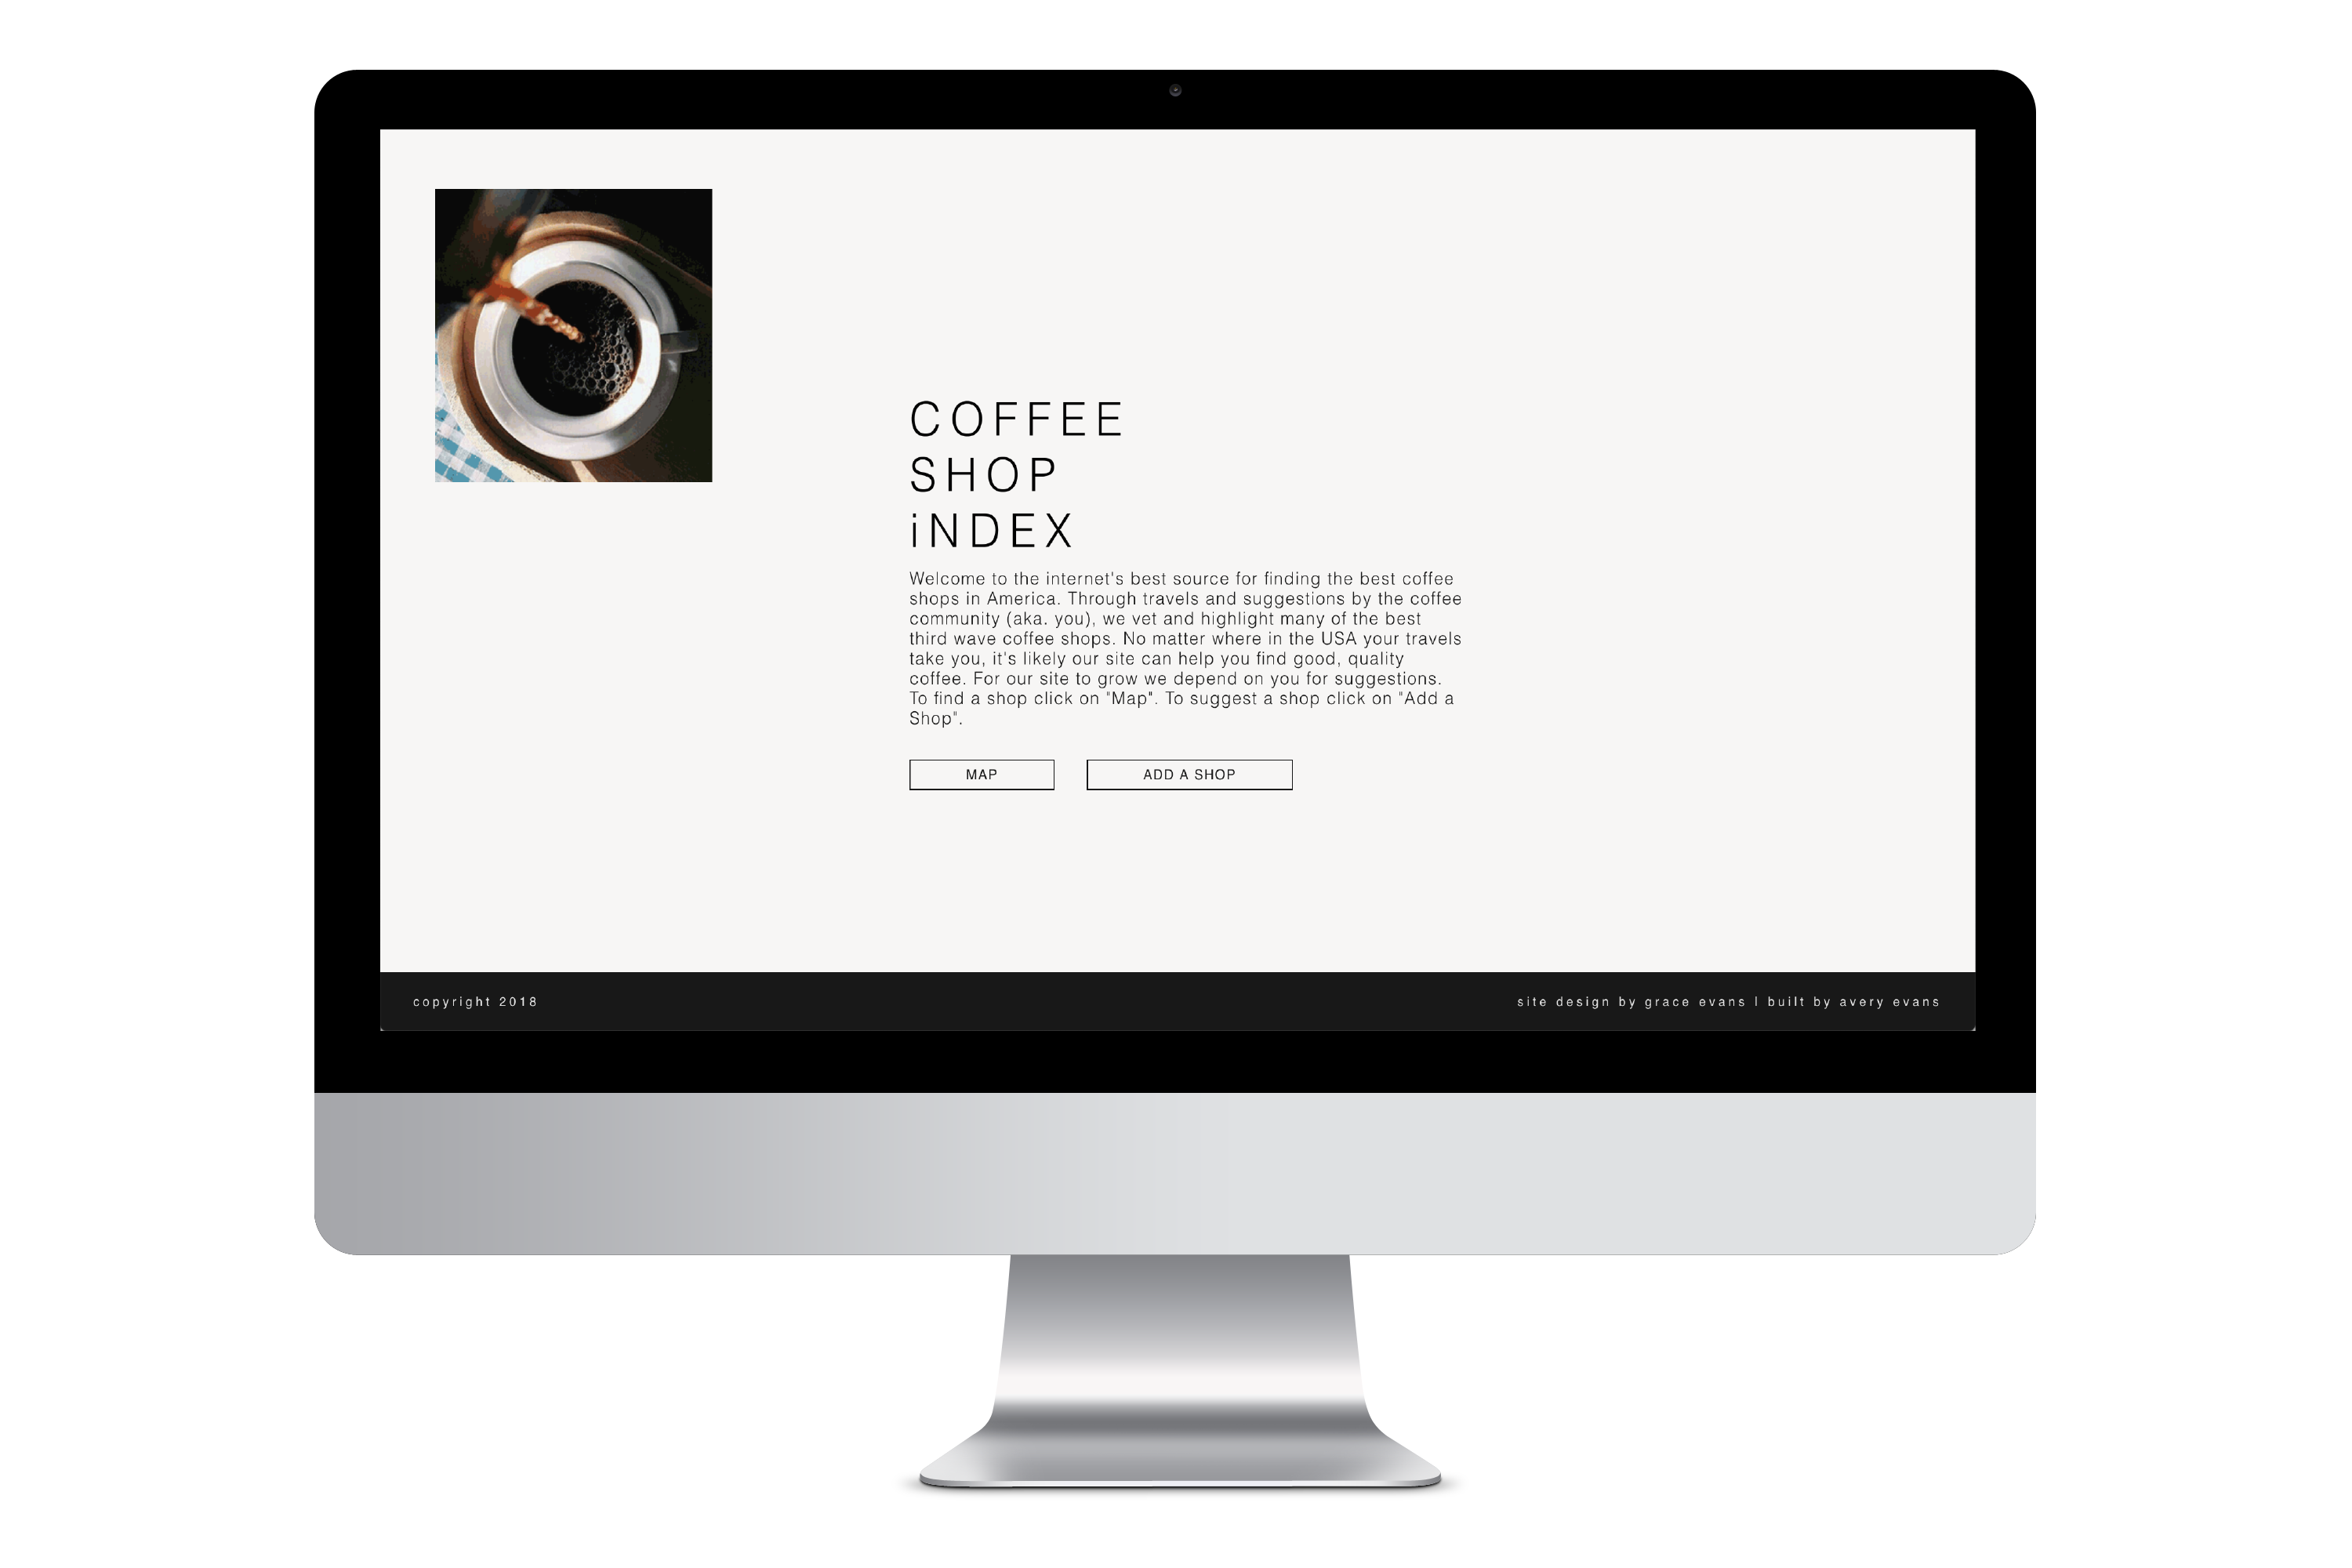 COFFEE
SHOP
iNDEX
Welcome to the internet's best source for finding the best coffee
shops in America. Through travels and suggestions by the coffee
community (aka. you), we vet and highlight many of the best
third wave coffee shops. No matter where in the USA your travels
take you, it's likely our site can help you find good, quality
coffee. For our site to grow we depend on you for suggestions.
To find a shop click on "Map". To suggest a shop click on "Add a
Shop".
MAP
ADD A SHOP
copyright 2018
site design by grace evans | built by avery evans